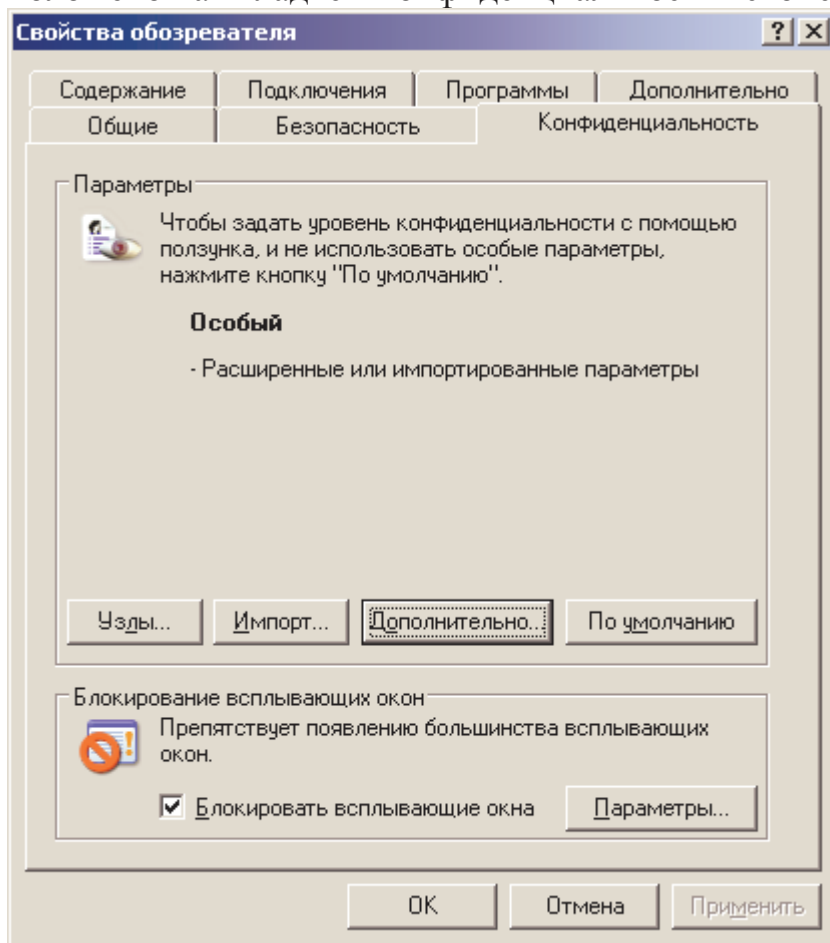 Свойства обозревателя
Содержание Подключения Программы Дополнительно
Общие Безопасность Конфиденциальность
Параметры
Чтобы задать уровень конфиденциальности с помощью
ползунка, и не использовать особые параметры,
нажмите кнопку "По умолчанию".
Особый
- Расширенные или импортированные параметры
Узлы... Импорт... Дополнительно... По умолчанию
Блокирование всплывающих окон
Препятствует появлению большинства всплывающих
окон.
Блокировать всплывающие окна Параметры...
OK Отмена Применить